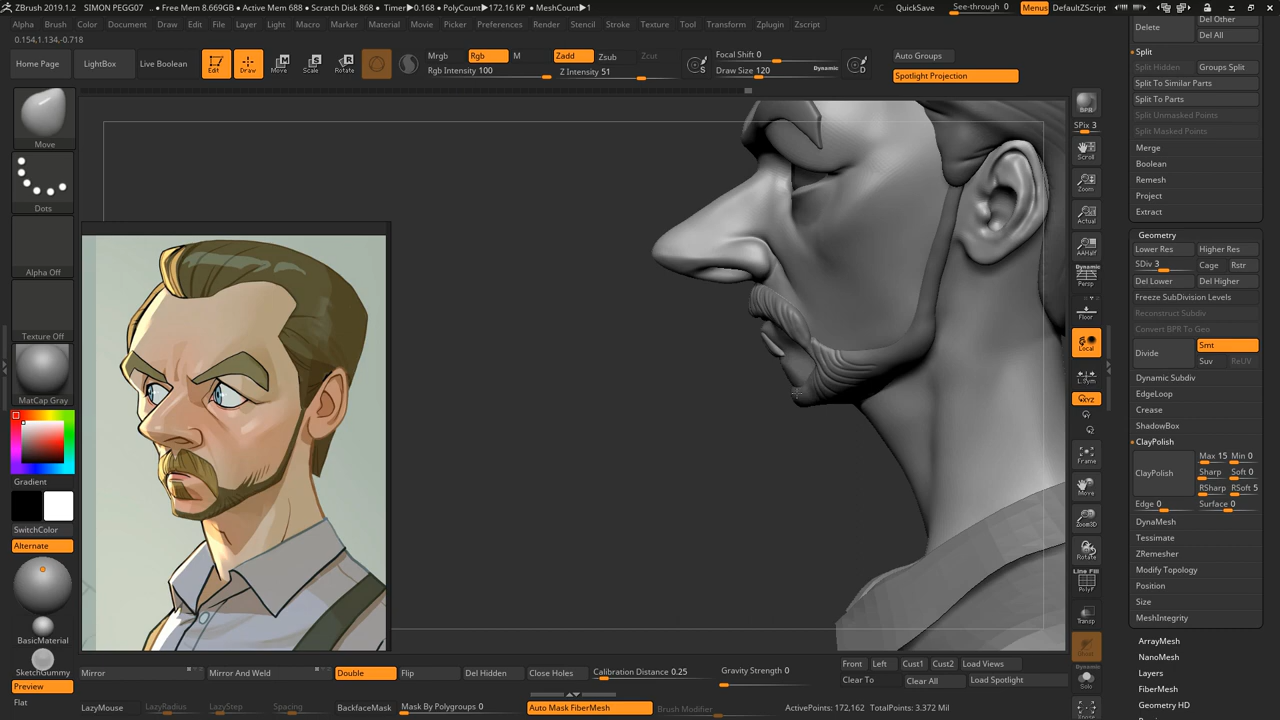 ZBrush 2019.1.2 SIMON PEGG07 .. • Free Mem 8.669GB • Active Mem 688 • Scratch Disk 668 • Timer▶0.168 • PolyCount▶172.16 KP • MeshCount▶1 AC QuickSave See-through 0 Menus DefaultZScript
Alpha Brush Color Document Draw Edit File Layer Light Macro Marker Material Movie Picker Preferences Render Stencil Stroke Texture Tool Transform Zplugin Zscript
0.154,1.134,-0.718
Home Page LightBox Live Boolean Edit Draw Move Scale Rotate
Mrgb Rgb M Zadd Zsub Zcut
Rgb Intensity 100 Z Intensity 51
Focal Shift 0
Draw Size 120 Dynamic
S
D
Auto Groups
Spotlight Projection
Move
Dots
Alpha Off
Texture Off
MatCap Gray
Gradient
SwitchColor
Alternate
BasicMaterial
SketchGummy
Preview
Flat
BPR
SPix 3
Scroll
Zoom
Actual
AAHalf
Dynamic
Persp
Floor
Local
L.Sym
XYZ
Frame
Move
Zoom3D
Rotate
Line Fill
PolyF
Transp
Dynamic
Solo
Delete
Del Other
Del All
Split
Split Hidden Groups Split
Split To Similar Parts
Split To Parts
Split Unmasked Points
Split Masked Points
Merge
Boolean
Remesh
Project
Extract
Geometry
Lower Res Higher Res
SDiv 3 Cage Rstr
Del Lower Del Higher
Freeze SubDivision Levels
Reconstruct Subdiv
Convert BPR To Geo
Divide
Smt
Suv ReUV
Dynamic Subdiv
EdgeLoop
Crease
ShadowBox
ClayPolish
ClayPolish
Max 15 Min 0
Sharp Soft 0
RSharp RSoft 5
Edge 0 Surface 0
DynaMesh
Tessimate
ZRemesher
Modify Topology
Position
Size
MeshIntegrity
ArrayMesh
NanoMesh
Layers
FiberMesh
Geometry HD
Mirror Mirror And Weld Double Flip Del Hidden Close Holes Calibration Distance 0.25 Gravity Strength 0
Front Left Cust1 Cust2 Load Views
Clear To Clear All Load Spotlight
LazyMouse LazyRadius LazyStep Spacing BackfaceMask Mask By Polygroups 0 Auto Mask FiberMesh Brush Modifier ActivePoints: 172,162 TotalPoints: 3.372 Mil